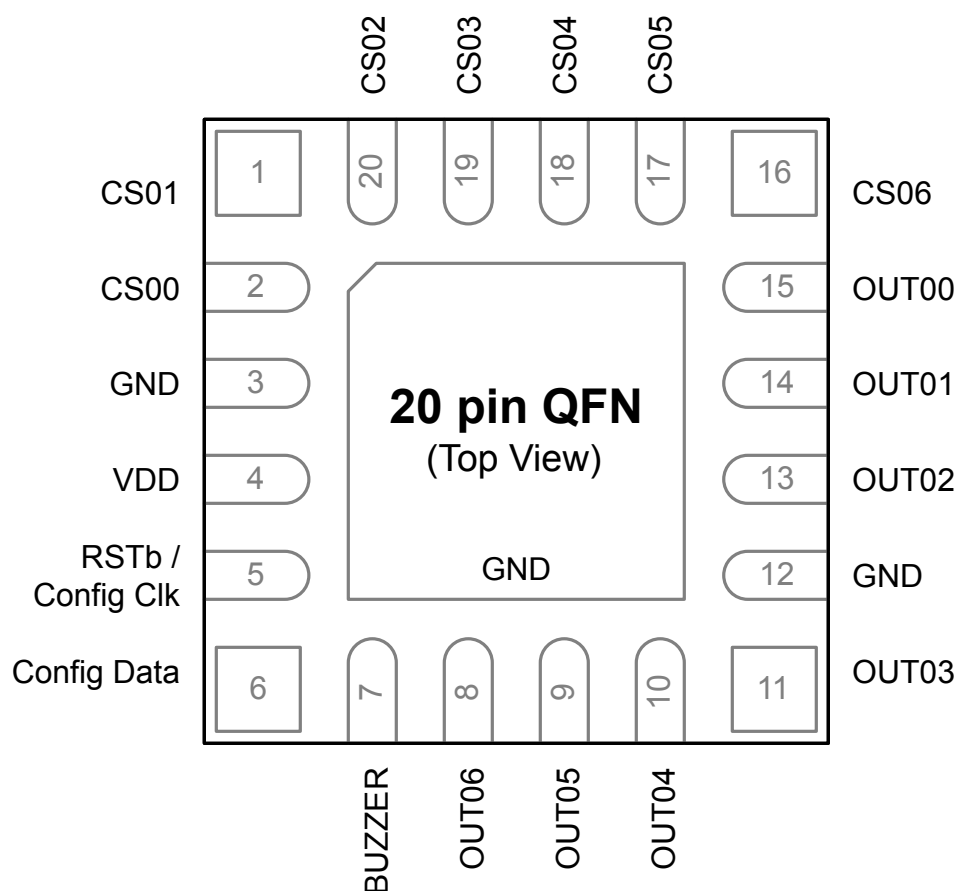 CS02
CS03
CS04
CS05
1
20
19
18
17
16
CS01
CS06
CS00
2
15
OUT00
GND
3
14
OUT01
20 pin QFN
(Top View)
VDD
4
13
OUT02
RSTb /
Config Clk
5
GND
12
GND
Config Data
6
7
8
9
10
11
OUT03
BUZZER
OUT06
OUT05
OUT04